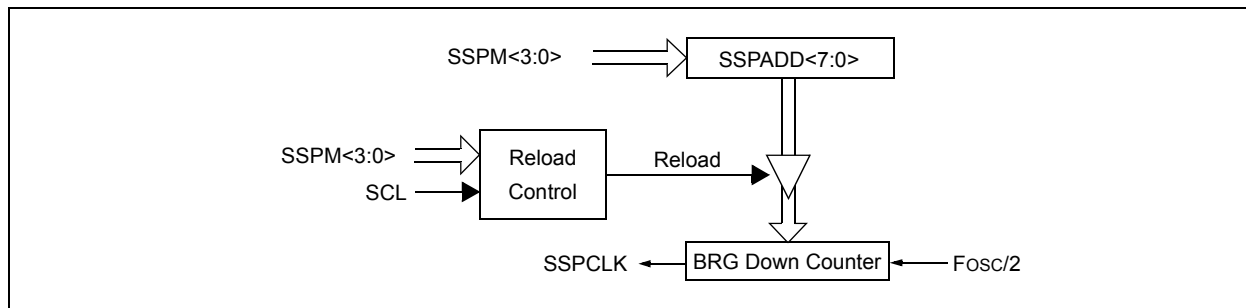 SSPM<3:0>
SSPADD<7:0>
SSPM<3:0>
SCL
Reload
Control
Reload
SSPCLK
BRG Down Counter
FOSC/2